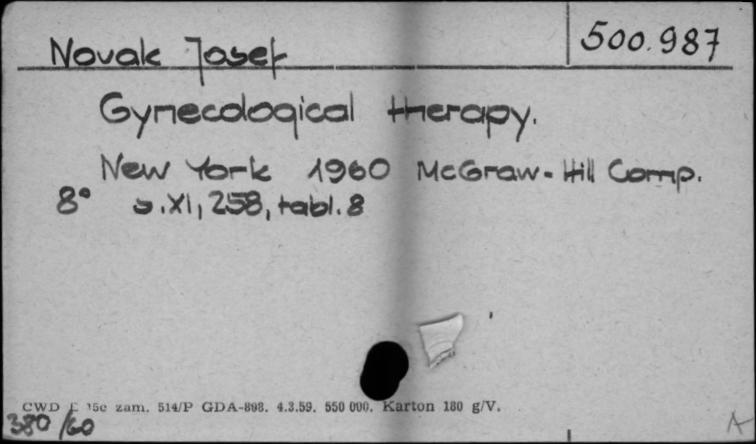 Novak Josef 500.987
Gynecological therapy.
New York 1960 McGraw-Hill Comp.
8° s.XI, 258, tabl. 8
CWD 15c zam. 514/P GDA-898. 4.3.59. 550 000. Karton 180 g/V.
380/60 A